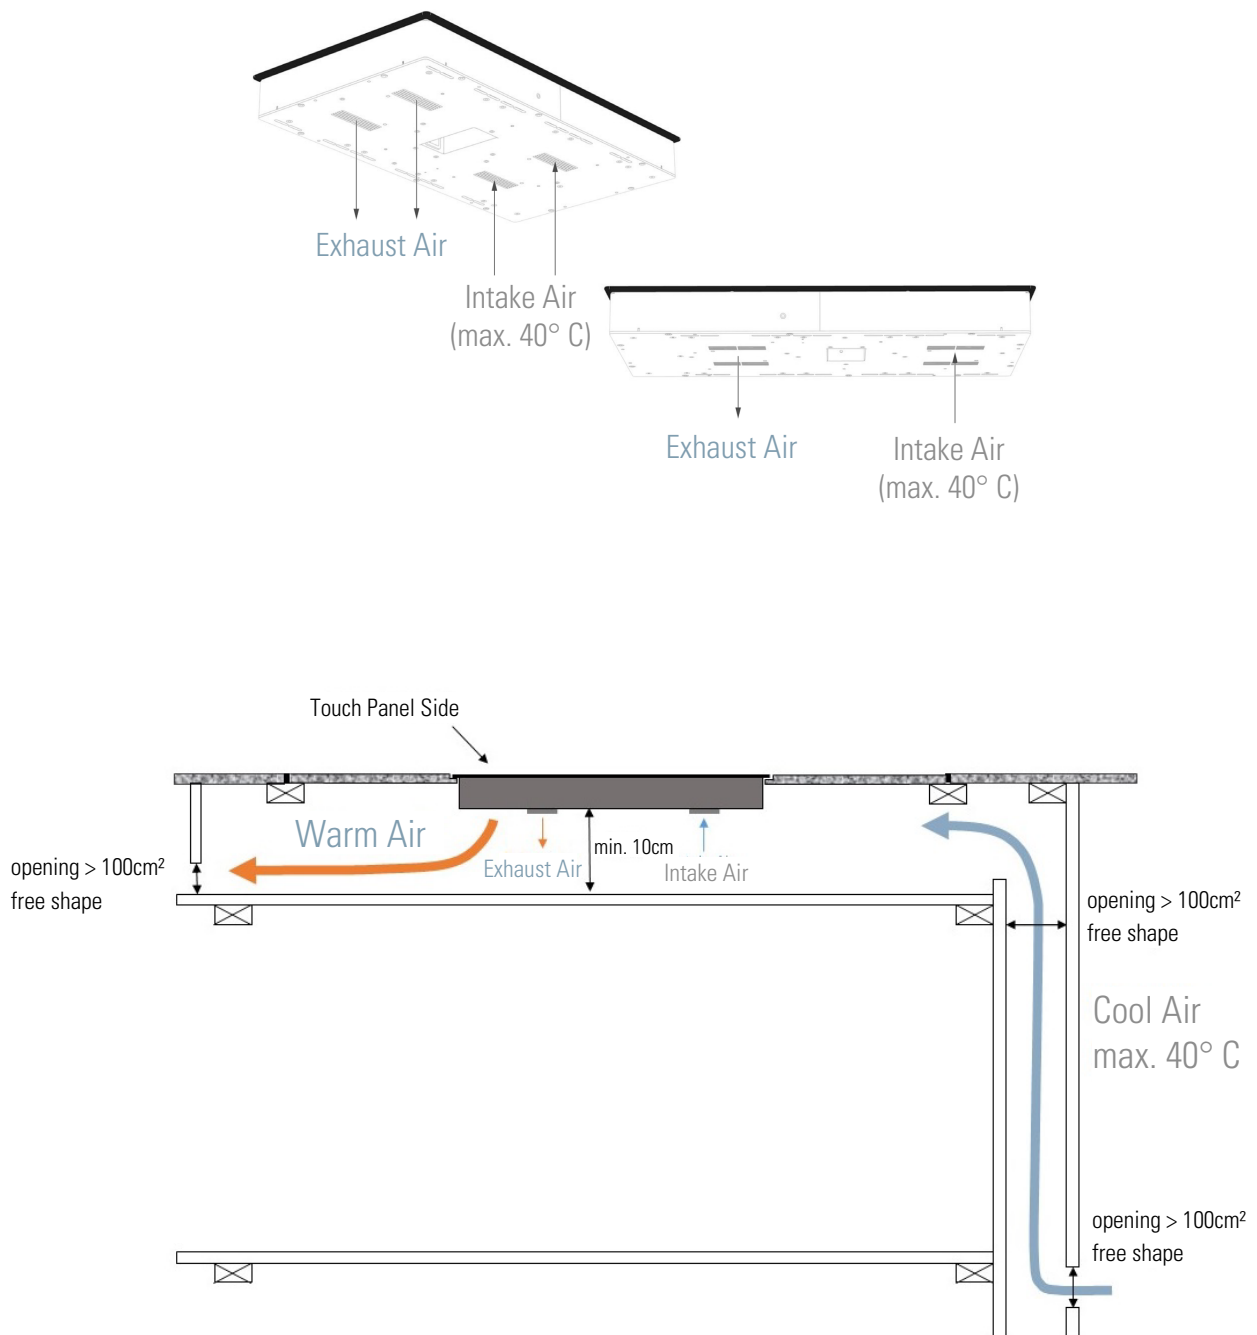 Exhaust Air
Intake Air
(max. 40° C)
Exhaust Air
Intake Air
(max. 40° C)
Touch Panel Side
Warm Air
min. 10cm
Exhaust Air
Intake Air
opening > 100cm²
free shape
opening > 100cm²
free shape
Cool Air
max. 40° C
opening > 100cm²
free shape